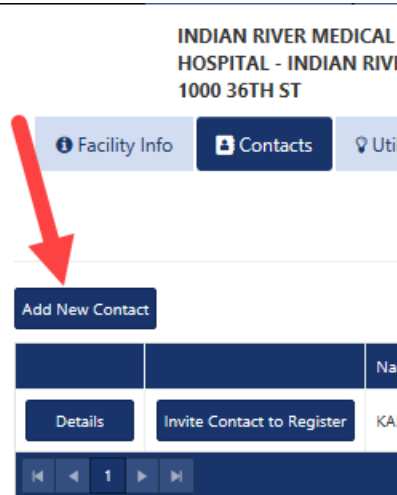 INDIAN RIVER MEDICAL
HOSPITAL - INDIAN
1000 36TH ST
Facility Info Contacts
Add New Contact
Details Invite Contact to Register
1